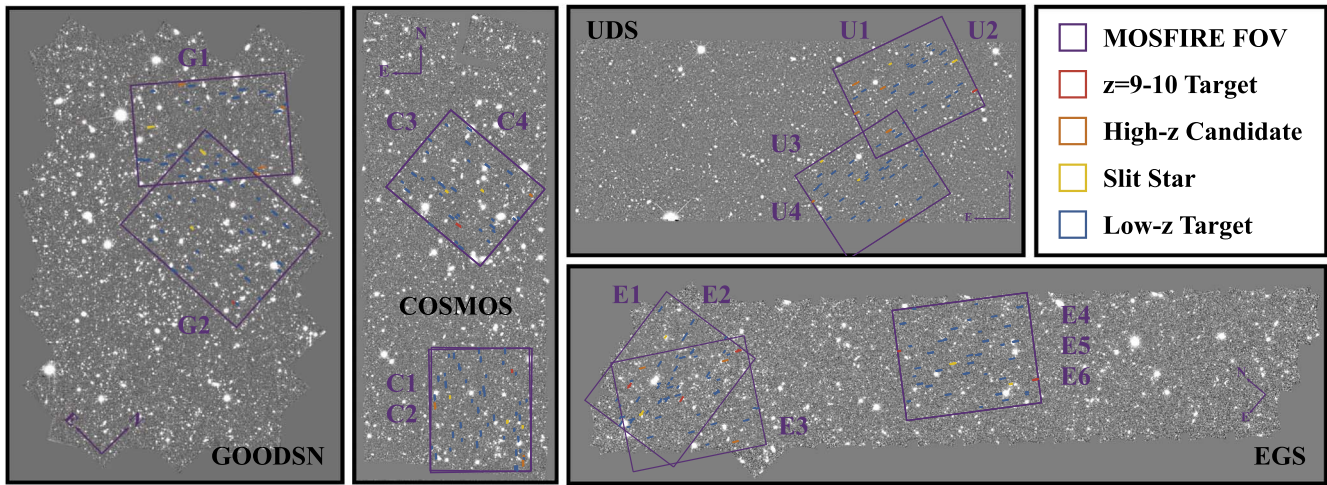 G1
G2
E
GOODSN
N
E
C3
C4
COSMOS
C1
C2
UDS
U1
U2
U3
U4
N
E
MOSFIRE FOV
z=9-10 Target
High-z Candidate
Slit Star
Low-z Target
E1
E2
E3
E4
E5
E6
N
E
EGS